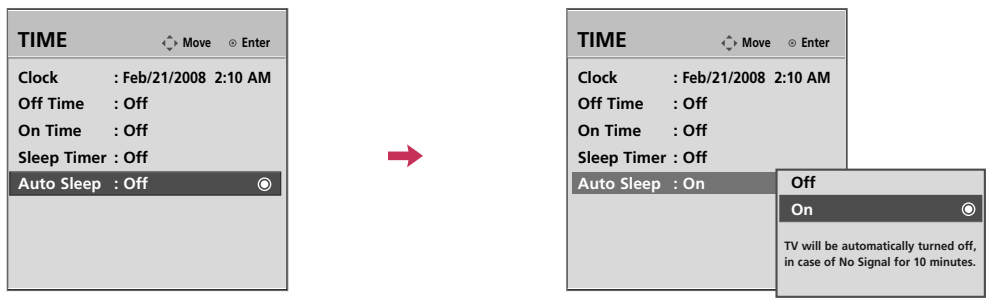 TIME Move Enter
Clock : Feb/21/2008 2:10 AM
Off Time : Off
On Time : Off
Sleep Timer : Off
Auto Sleep : Off
TIME Move Enter
Clock : Feb/21/2008 2:10 AM
Off Time : Off
On Time : Off
Sleep Timer : Off
Auto Sleep : On
Off
On
TV will be automatically turned off,
in case of No Signal for 10 minutes.